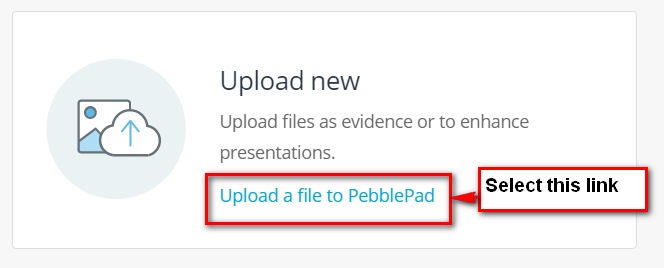 Upload new
Upload files as evidence or to enhance
presentations.
Upload a file to PebblePad
Select this link